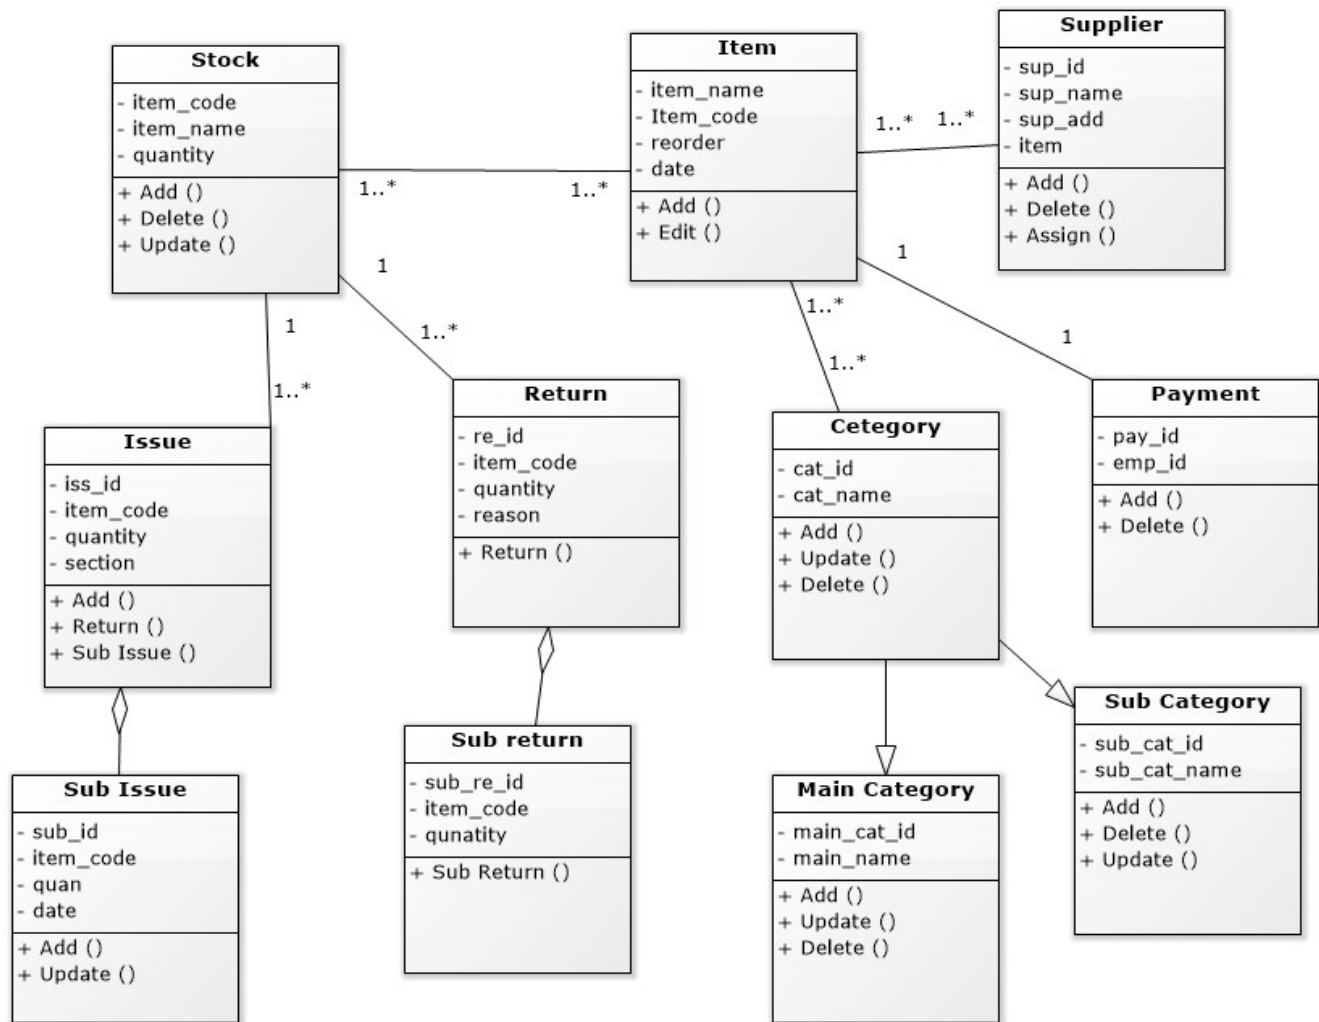 Stock
- item_code
- item_name
- quantity
+ Add ()
+ Delete ()
+ Update ()
Item
- item_name
- Item_code
- reorder
- date
+ Add ()
+ Edit ()
Supplier
- sup_id
- sup_name
- sup_add
- item
+ Add ()
+ Delete ()
+ Assign ()
1..*
1..*
1..*
1..*
1
1..*
1
1..*
1..*
1..*
1
1
Issue
- iss_id
- item_code
- quantity
- section
+ Add ()
+ Return ()
+ Sub Issue ()
Return
- re_id
- item_code
- quantity
- reason
+ Return ()
Cetegory
- cat_id
- cat_name
+ Add ()
+ Update ()
+ Delete ()
Payment
- pay_id
- emp_id
+ Add ()
+ Delete ()
Sub Issue
- sub_id
- item_code
- quan
- date
+ Add ()
+ Update ()
Sub return
- sub_re_id
- item_code
- qunatity
+ Sub Return ()
Main Category
- main_cat_id
- main_name
+ Add ()
+ Update ()
+ Delete ()
Sub Category
- sub_cat_id
- sub_cat_name
+ Add ()
+ Delete ()
+ Update ()